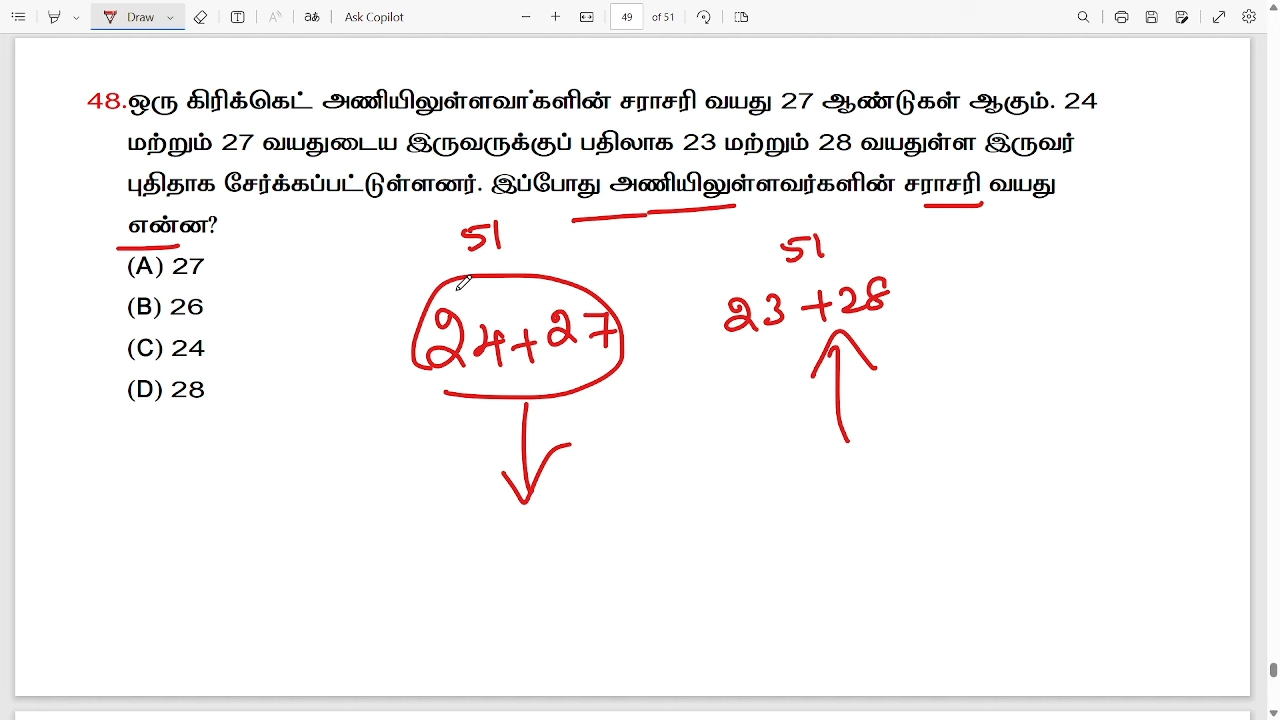 Draw
Ask Copilot
49 of 51
48.ஒரு கிரிக்கெட் அணியிலுள்ளவர்களின் சராசரி வயது 27 ஆண்டுகள் ஆகும். 24
மற்றும் 27 வயதுடைய இருவருக்குப் பதிலாக 23 மற்றும் 28 வயதுள்ள இருவர்
புதிதாக சேர்க்கப்பட்டுள்ளனர். இப்போது அணியிலுள்ளவர்களின் சராசரி வயது
என்ன?
(A) 27
(B) 26
(C) 24
(D) 28
51
24+27
51
23+28